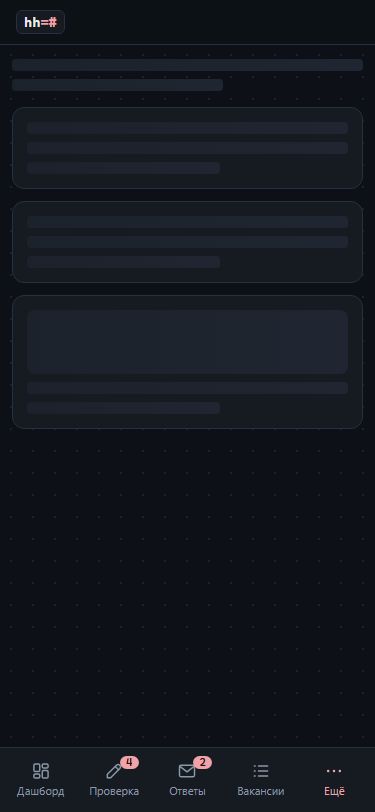 hh=#
4
2
Дашборд
Проверка
Ответы
Вакансии
Ещё